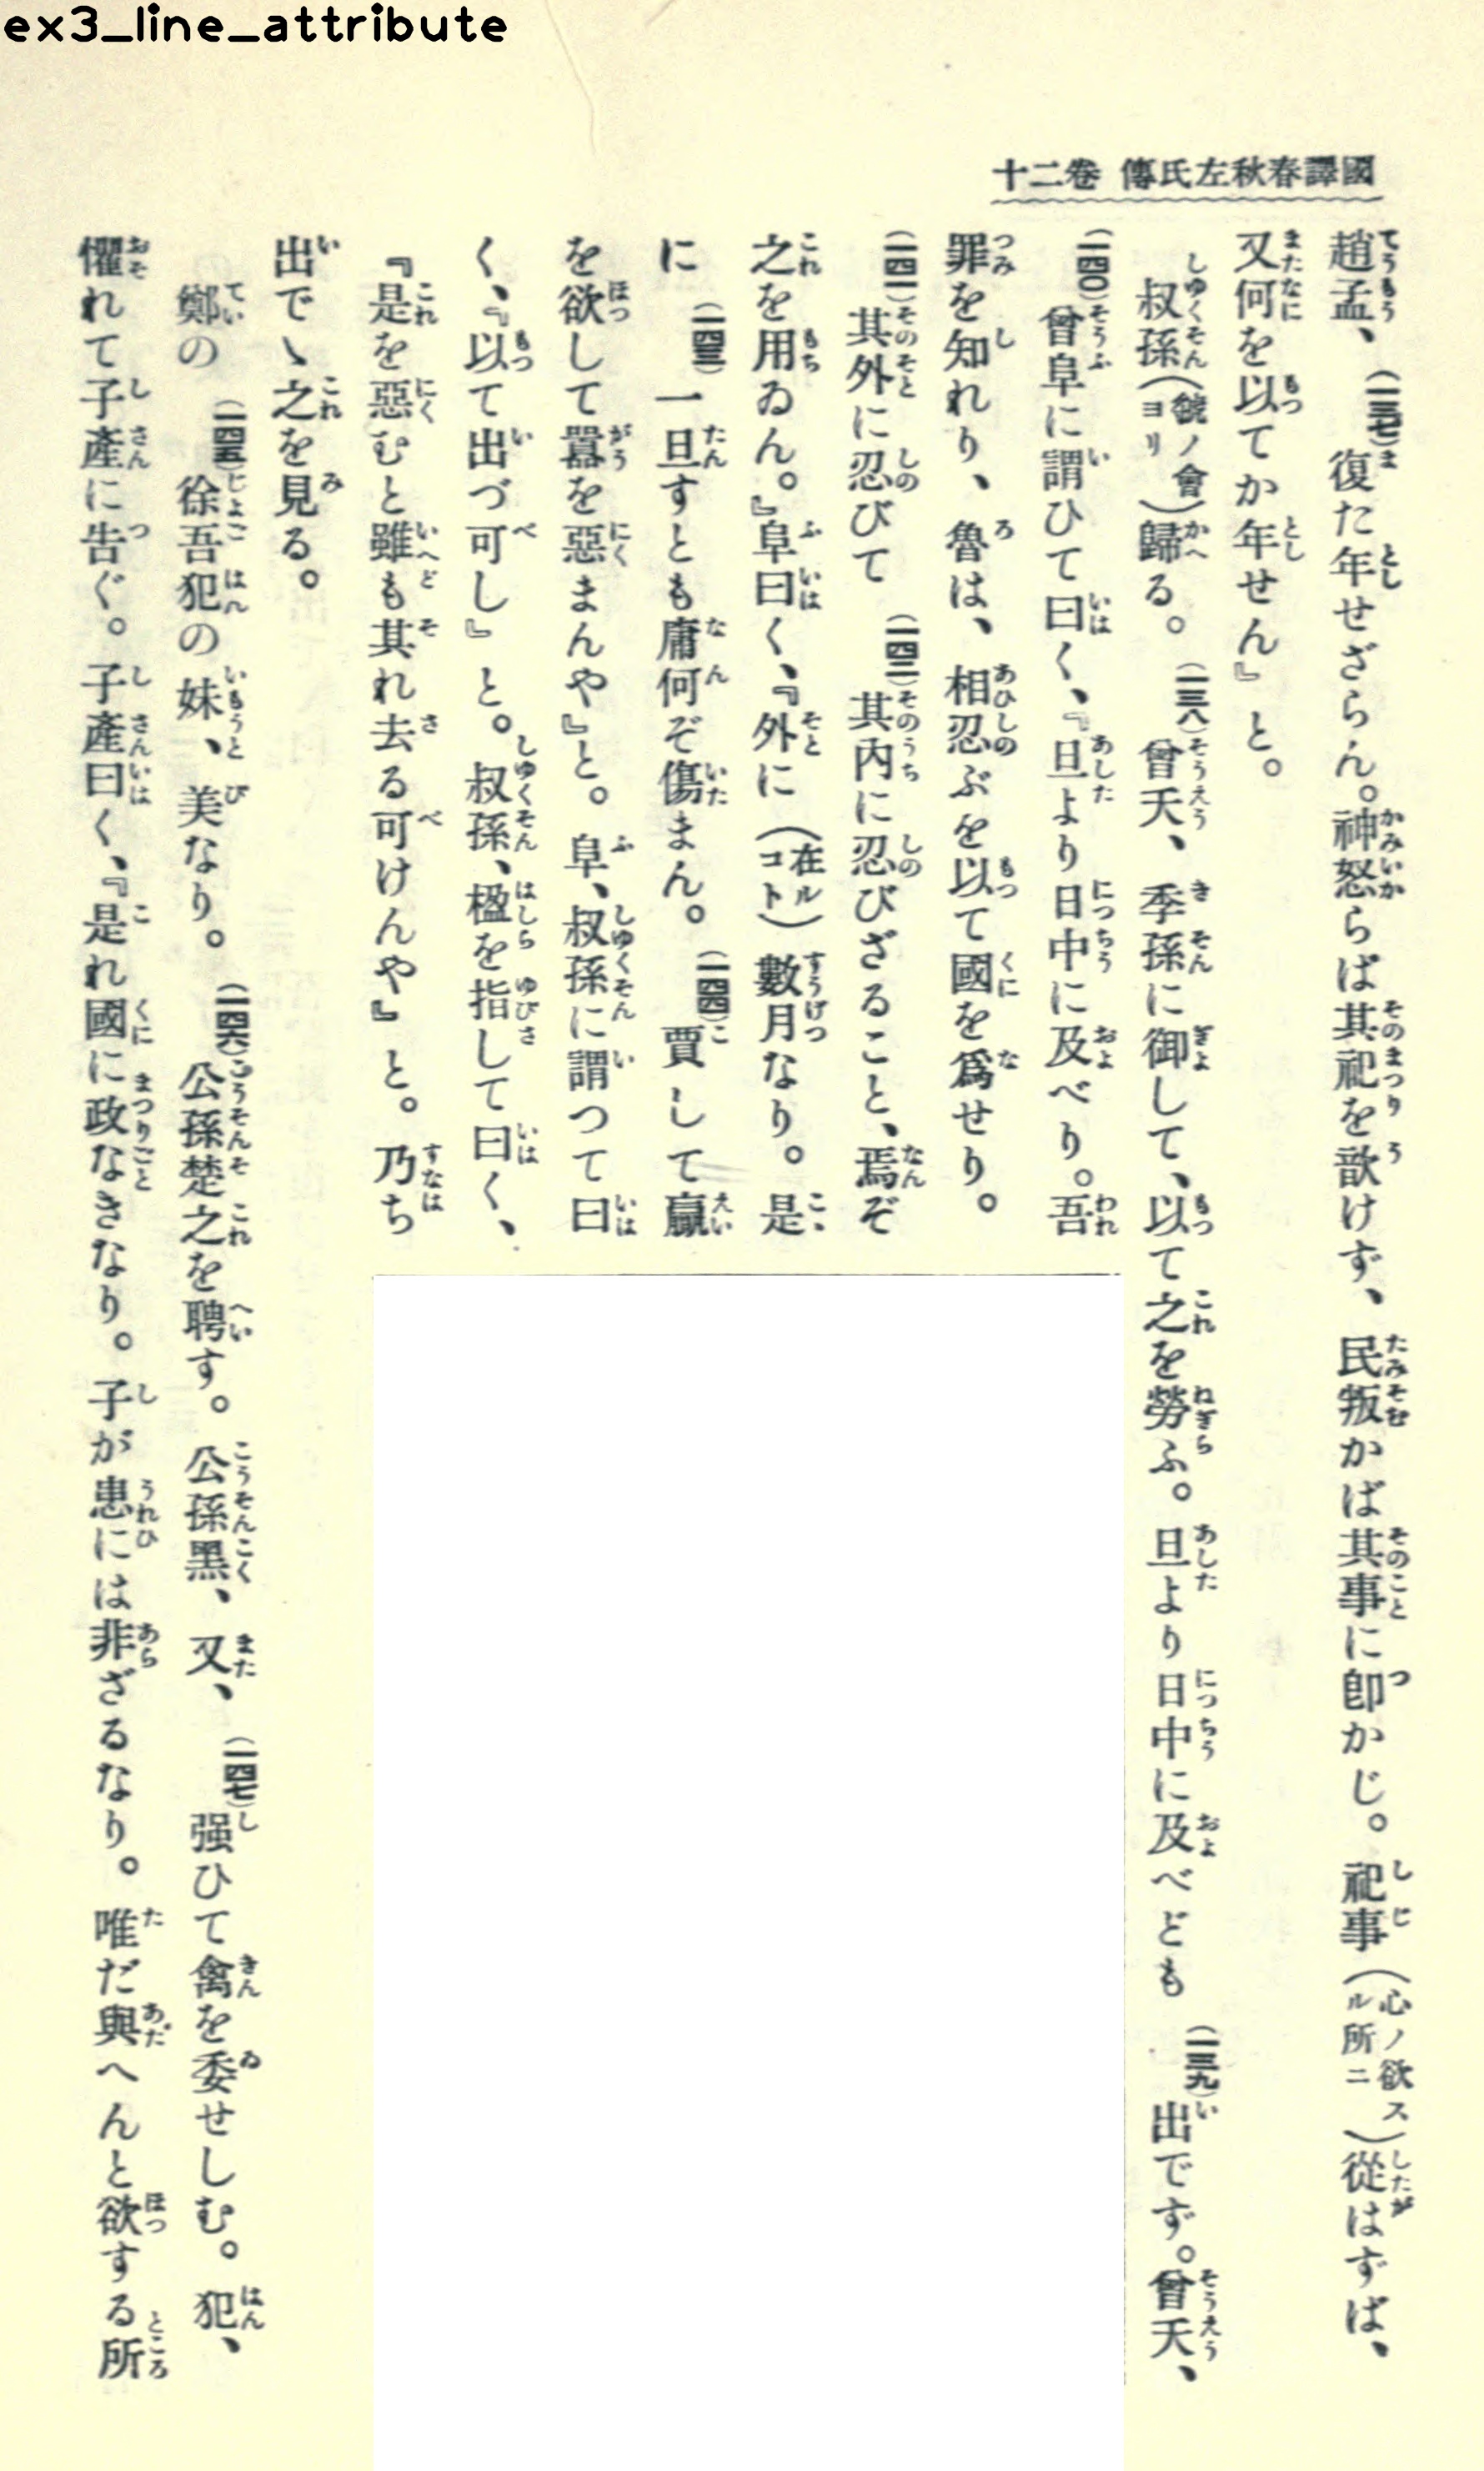 ex3_line_attribute
國譯春秋左氏傳 卷二十
趙孟、(一三七)復た年せざらん。神怒らば其祀を歆けず、民叛かば其事に卽かじ。祀事(心ノ欲スル所ニ)從はずば、
又何を以てか年せん』と。
叔孫(虢ノ會ヨリ)歸る。(一三八)曾夭、季孫に御して、以て之を勞ふ。旦より日中に及べども(一三九)出でず。曾夭、
(一四〇)曾阜に謂ひて曰く、『旦より日中に及べり。吾
罪を知れり、魯は、相忍ぶを以て國を爲せり。
(一四一)其外に忍びて(一四二)其內に忍びざること、焉ぞ
之を用ゐん。』阜曰く、『外に(在ルコト)數月なり。是
に(一四三)一旦すとも庸何ぞ傷まん。(一四四)賈して贏
を欲して囂を惡まんや』と。阜、叔孫に謂つて曰
く、『以て出づ可し』と。叔孫、楹を指して曰く、
『是を惡むと雖も其れ去る可けんや』と。乃ち
出でゝ之を見る。
鄭の(一四五)徐吾犯の妹、美なり。(一四六)公孫楚之を聘す。公孫黑、又、(一四七)强ひて禽を委せしむ。犯、
懼れて子產に吿ぐ。子產曰く、『是れ國に政なきなり。子が患には非ざるなり。唯だ與へんと欲する所